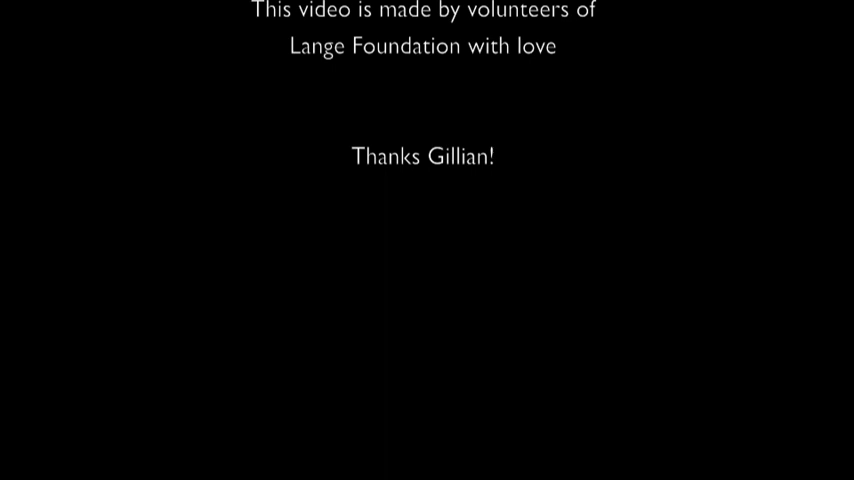 This video is made by volunteers of
Lange Foundation with love
Thanks Gillian!